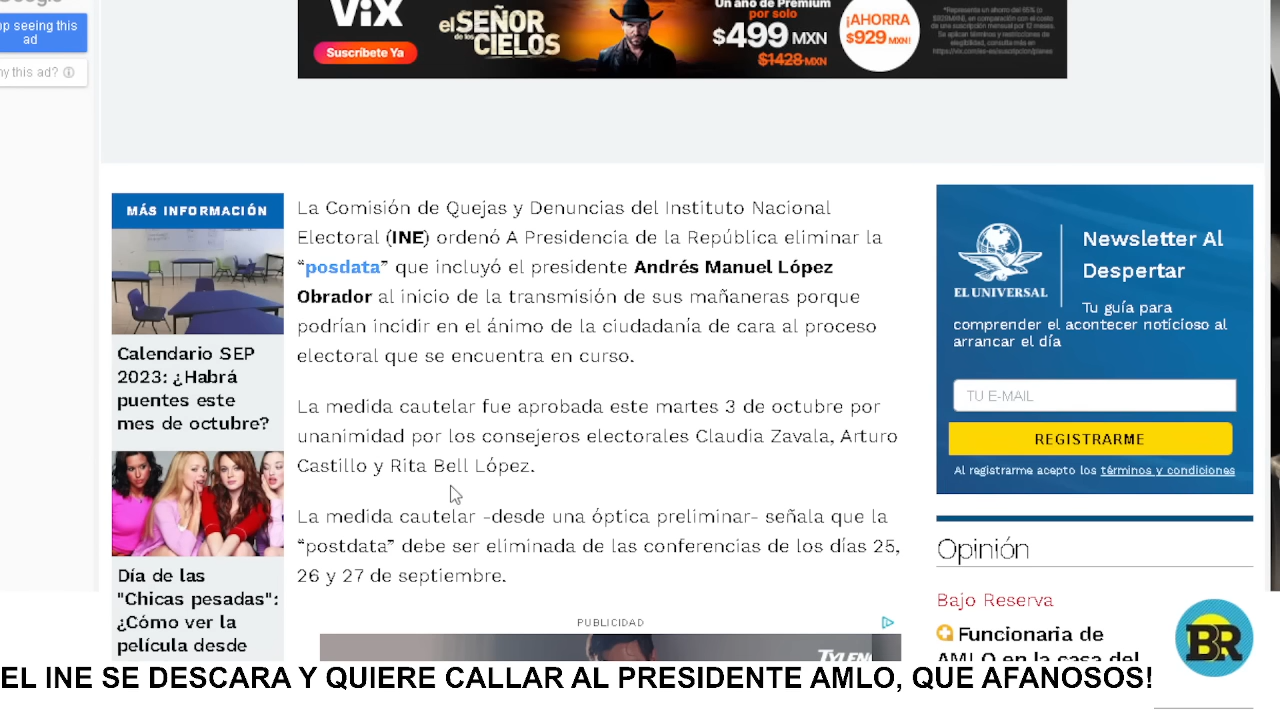 pp seeing this
ad
ny this ad?
ViX
Suscríbete Ya
el SEÑOR
de los CIELOS
Un año de Premium
por solo
$499 MXN
$1428 MXN
¡AHORRA
$929 MXN!
MÁS INFORMACIÓN
Calendario SEP
2023: ¿Habrá
puentes este
mes de octubre?
Día de las
"Chicas pesadas":
¿Cómo ver la
película desde
La Comisión de Quejas y Denuncias del Instituto Nacional
Electoral (INE) ordenó A Presidencia de la República eliminar la
“posdata” que incluyó el presidente Andrés Manuel López
Obrador al inicio de la transmisión de sus mañaneras porque
podrían incidir en el ánimo de la ciudadanía de cara al proceso
electoral que se encuentra en curso.
La medida cautelar fue aprobada este martes 3 de octubre por
unanimidad por los consejeros electorales Claudia Zavala, Arturo
Castillo y Rita Bell López.
La medida cautelar -desde una óptica preliminar- señala que la
“postdata” debe ser eliminada de las conferencias de los días 25,
26 y 27 de septiembre.
PUBLICIDAD
TYLENOL
EL UNIVERSAL
Newsletter Al
Despertar
Tu guía para
comprender el acontecer noticioso al
arrancar el día
TU E-MAIL
REGISTRARME
Al registrarme acepto los términos y condiciones
Opinión
Bajo Reserva
Funcionaria de
AMLO en la casa del
BR
EL INE SE DESCARA Y QUIERE CALLAR AL PRESIDENTE AMLO, QUE AFANOSOS!